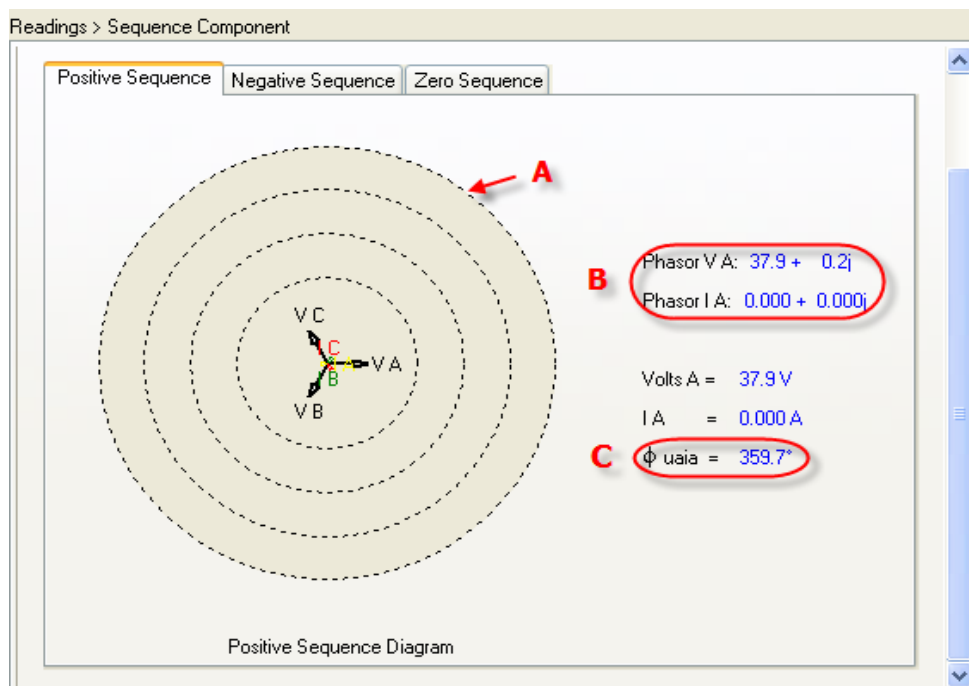 Readings > Sequence Component
Positive Sequence
Negative Sequence
Zero Sequence
A
V C
C
A
V A
B
V B
B
Phasor V A: 37.9 + 0.2j
Phasor I A: 0.000 + 0.000j
Volts A = 37.9 V
I A = 0.000 A
C
ϕ uaia = 359.7°
Positive Sequence Diagram